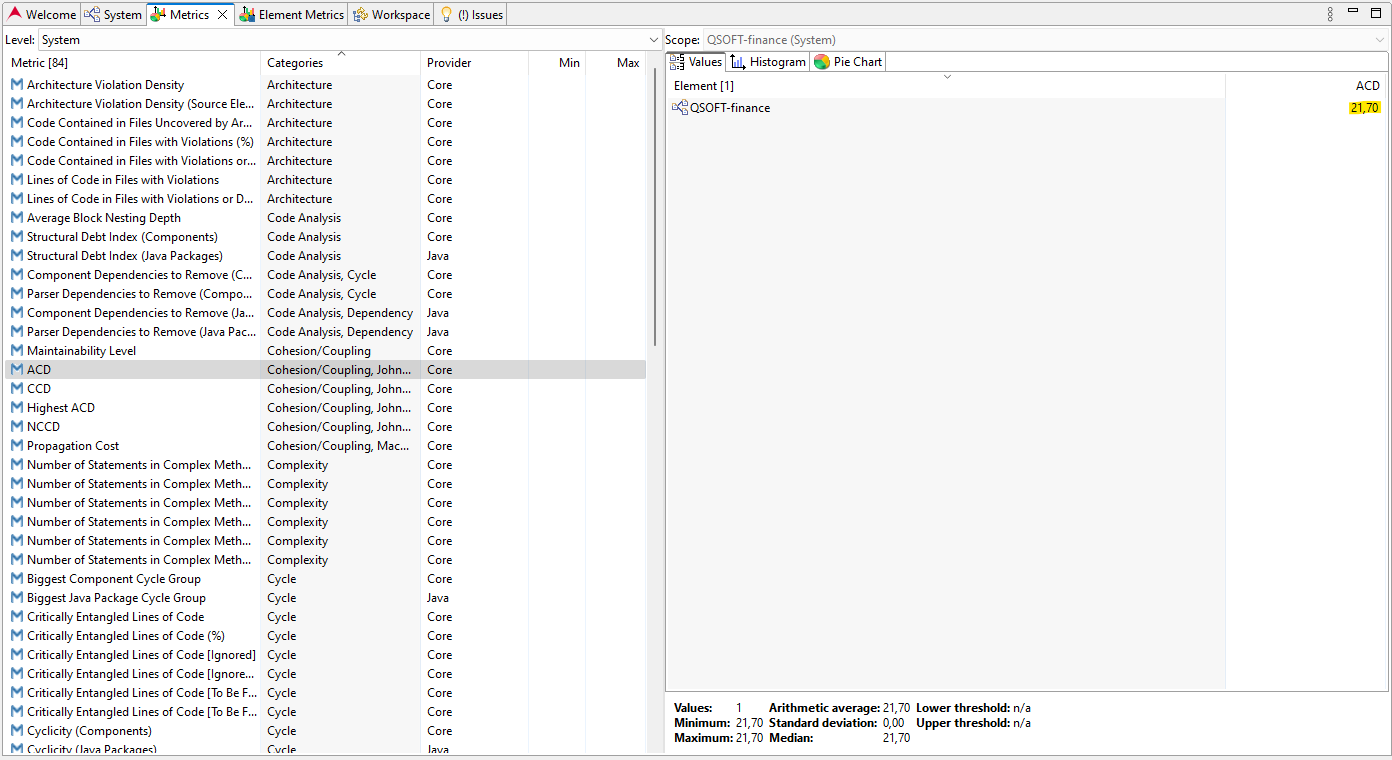 Welcome System Metrics Element Metrics Workspace (!) Issues
Level: System
Metric [84] Categories Provider Min Max
Architecture Violation Density Architecture Core
Architecture Violation Density (Source Ele... Architecture Core
Code Contained in Files Uncovered by Ar... Architecture Core
Code Contained in Files with Violations (%) Architecture Core
Code Contained in Files with Violations or... Architecture Core
Lines of Code in Files with Violations Architecture Core
Lines of Code in Files with Violations or D... Architecture Core
Average Block Nesting Depth Code Analysis Core
Structural Debt Index (Components) Code Analysis Core
Structural Debt Index (Java Packages) Code Analysis Java
Component Dependencies to Remove (C... Code Analysis, Cycle Core
Parser Dependencies to Remove (Compo... Code Analysis, Cycle Core
Component Dependencies to Remove (Ja... Code Analysis, Dependency Java
Parser Dependencies to Remove (Java Pac... Code Analysis, Dependency Java
Maintainability Level Cohesion/Coupling Core
ACD Cohesion/Coupling, John... Core
CCD Cohesion/Coupling, John... Core
Highest ACD Cohesion/Coupling, John... Core
NCCD Cohesion/Coupling, John... Core
Propagation Cost Cohesion/Coupling, Mac... Core
Number of Statements in Complex Meth... Complexity Core
Number of Statements in Complex Meth... Complexity Core
Number of Statements in Complex Meth... Complexity Core
Number of Statements in Complex Meth... Complexity Core
Number of Statements in Complex Meth... Complexity Core
Number of Statements in Complex Meth... Complexity Core
Biggest Component Cycle Group Cycle Core
Biggest Java Package Cycle Group Cycle Java
Critically Entangled Lines of Code Cycle Core
Critically Entangled Lines of Code (%) Cycle Core
Critically Entangled Lines of Code [Ignored] Cycle Core
Critically Entangled Lines of Code [Ignore... Cycle Core
Critically Entangled Lines of Code [To Be F... Cycle Core
Critically Entangled Lines of Code [To Be F... Cycle Core
Cyclicity (Components) Cycle Core
Cyclicity (Java Packages) Cycle Java
Scope: QSOFT-finance (System)
Values Histogram Pie Chart
Element [1] ACD
QSOFT-finance 21,70
Values: 1 Arithmetic average: 21,70 Lower threshold: n/a
Minimum: 21,70 Standard deviation: 0,00 Upper threshold: n/a
Maximum: 21,70 Median: 21,70